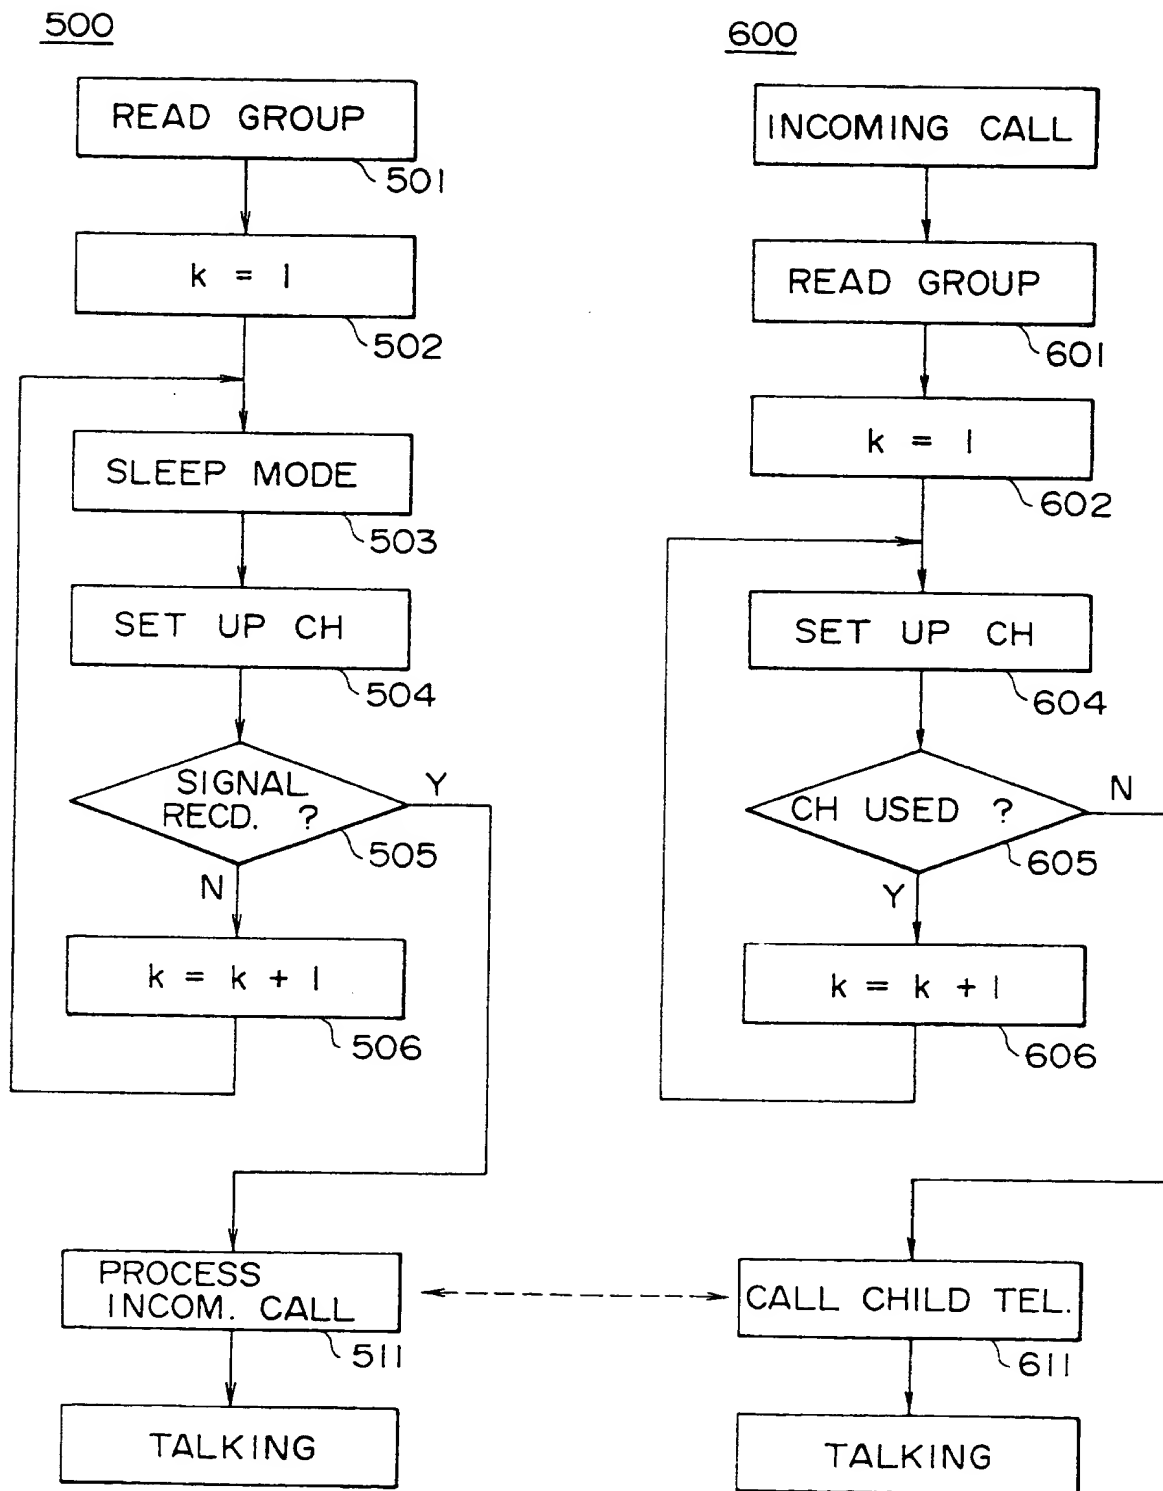 500
READ GROUP
501
k = 1
502
SLEEP MODE
503
SET UP CH
504
SIGNAL
RECD. ?
Y
505
N
k = k + 1
506
PROCESS
INCOM. CALL
511
TALKING
600
INCOMING CALL
READ GROUP
601
k = 1
602
SET UP CH
604
CH USED ?
N
605
Y
k = k + 1
606
CALL CHILD TEL.
611
TALKING